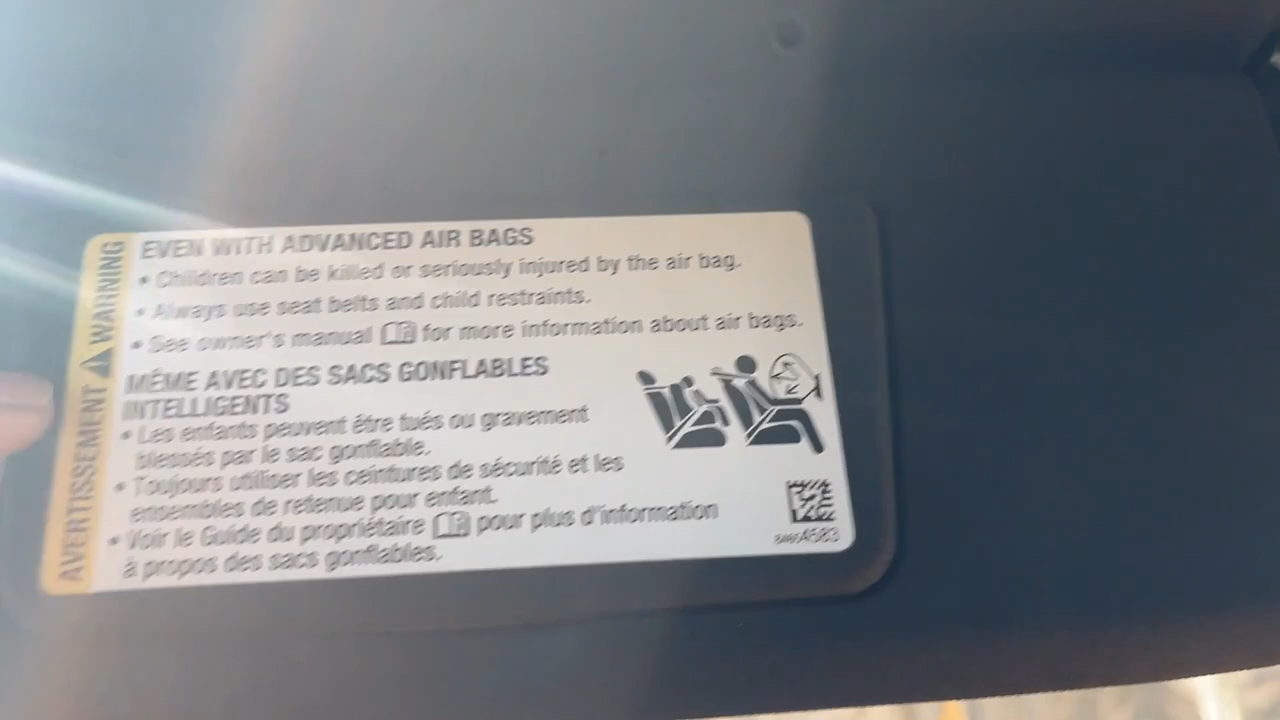 AVERTISSEMENT WARNING
EVEN WITH ADVANCED AIR BAGS
• Children can be killed or seriously injured by the air bag.
• Always use seat belts and child restraints.
• See owner's manual for more information about air bags.
MÊME AVEC DES SACS GONFLABLES
INTELLIGENTS
• Les enfants peuvent être tués ou gravement
blessés par le sac gonflable.
• Toujours utiliser les ceintures de sécurité et les
ensembles de retenue pour enfant.
• Voir le Guide du propriétaire pour plus d'information
à propos des sacs gonflables.